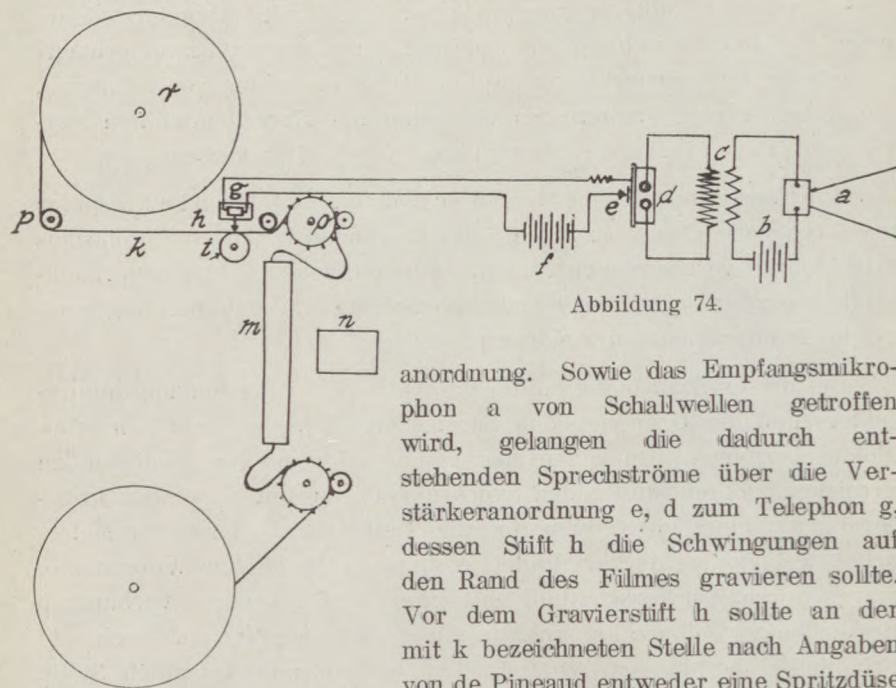 r
c
g
a
d
h
e
p
o
b
k
t
f
m
n
Abbildung 74.
anordnung. Sowie das Empfangsmikro-
phon a von Schallwellen getroffen
wird, gelangen die dadurch ent-
stehenden Sprechströme über die Ver-
stärkeranordnung e, d zum Telephon g,
dessen Stift h die Schwingungen auf
den Rand des Filmes gravieren sollte.
Vor dem Gravierstift h sollte an der
mit k bezeichneten Stelle nach Angaben
von de Pineaud entweder eine Spritzdüse